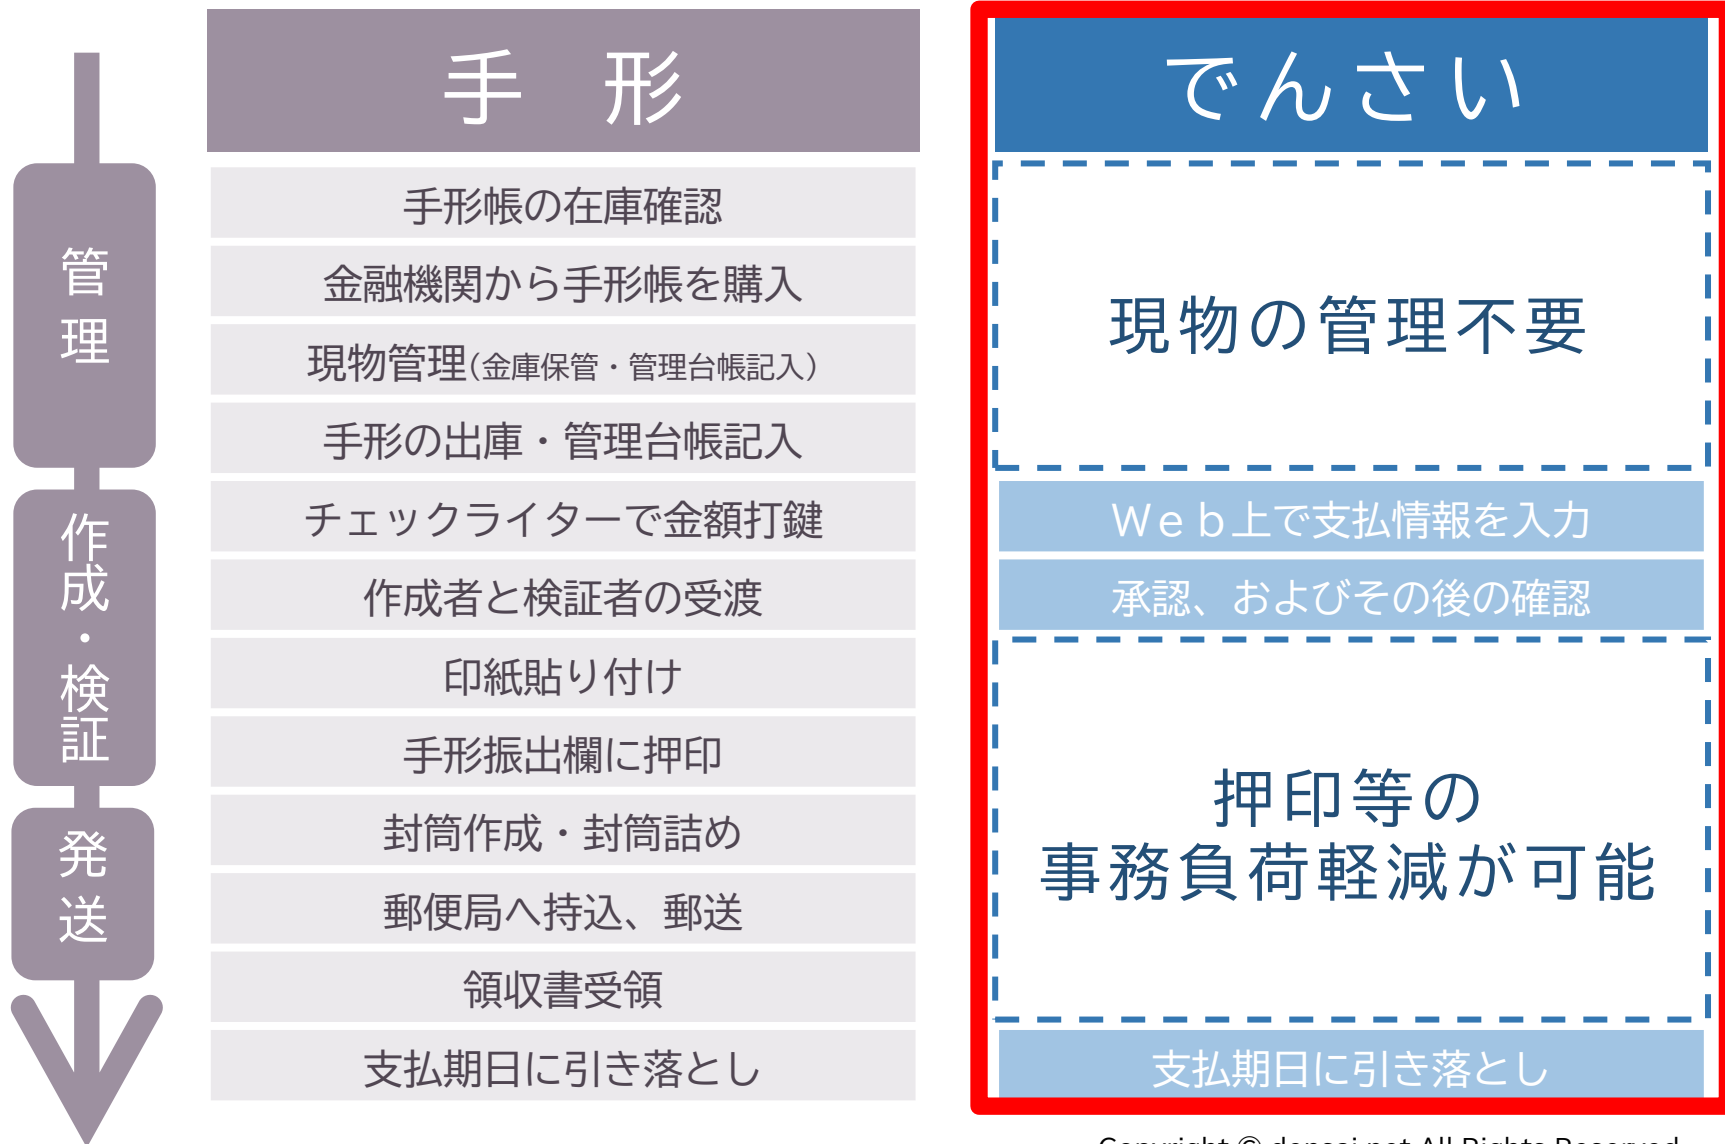 手　形
でんさい
管理
作成・検証
発送
手形帳の在庫確認
金融機関から手形帳を購入
現物管理(金庫保管・管理台帳記入)
手形の出庫・管理台帳記入
チェックライターで金額打鍵
作成者と検証者の受渡
印紙貼り付け
手形振出欄に押印
封筒作成・封筒詰め
郵便局へ持込、郵送
領収書受領
支払期日に引き落とし
現物の管理不要
Ｗｅｂ上で支払情報を入力
承認、およびその後の確認
押印等の
事務負荷軽減が可能
支払期日に引き落とし
Copyright © densai.net All Rights Reserved